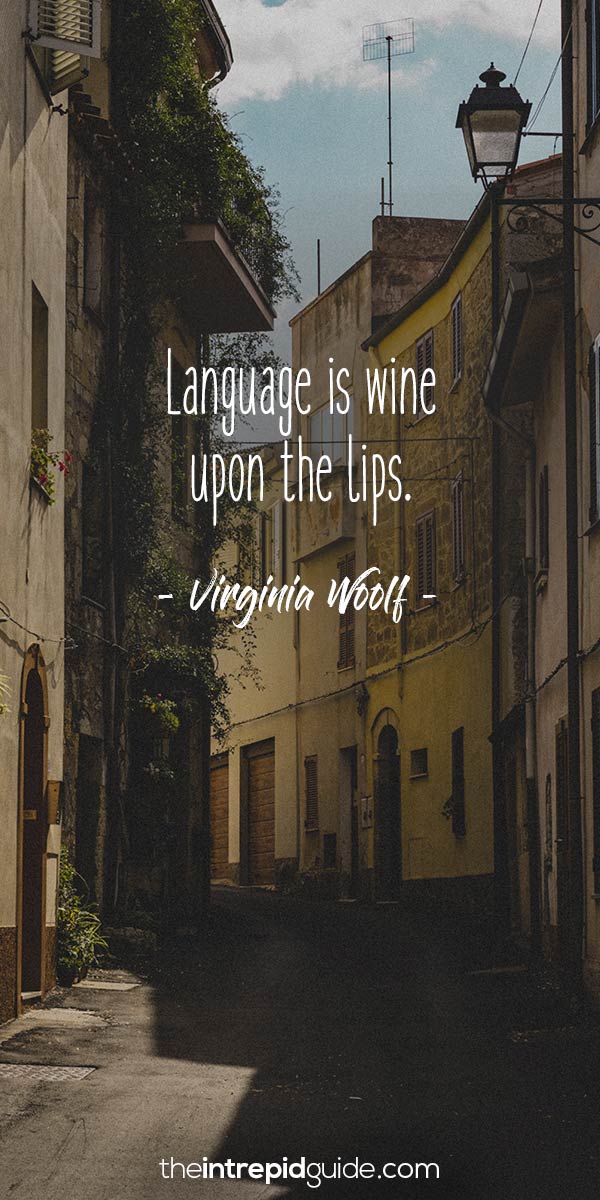 Language is wine
upon the lips.
- Virginia Woolf -
theintrepidguide.com